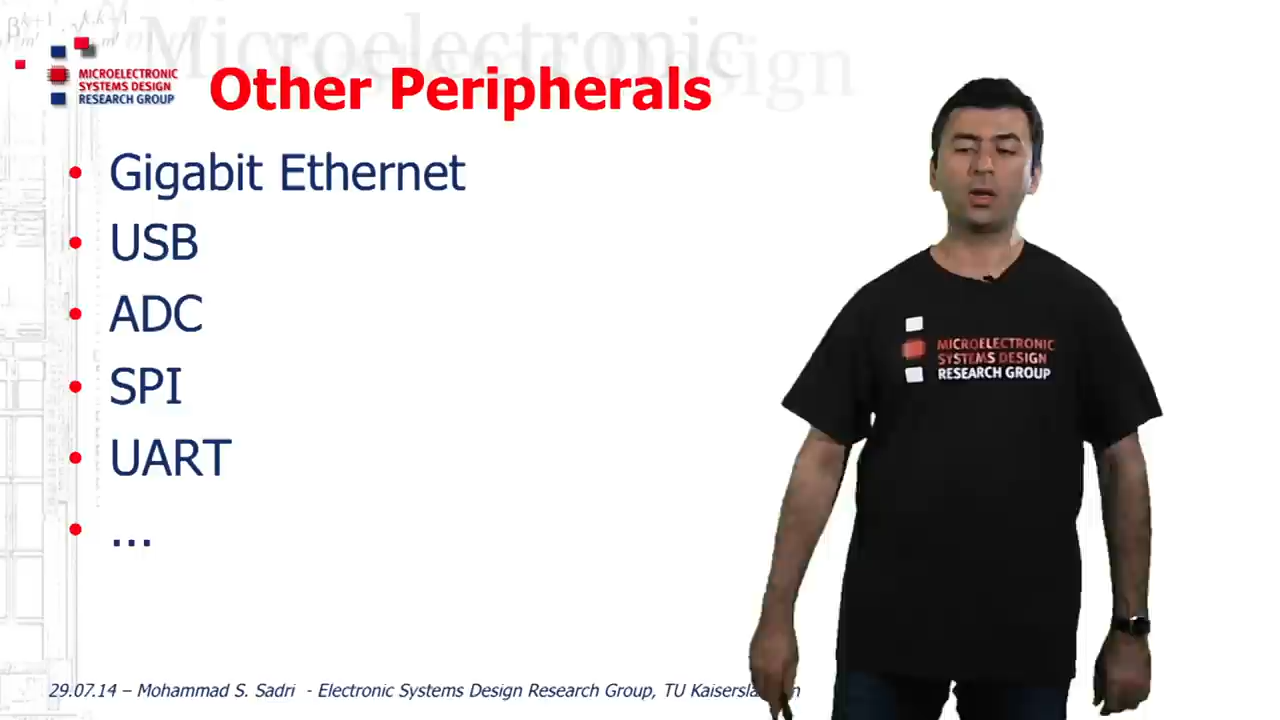 Microelectronic
MICROELECTRONIC
SYSTEMS DESIGN
RESEARCH GROUP
Other Peripherals
• Gigabit Ethernet
• USB
• ADC
• SPI
• UART
• ...
MICROELECTRONIC
SYSTEMS DESIGN
RESEARCH GROUP
29.07.14 – Mohammad S. Sadri - Electronic Systems Design Research Group, TU